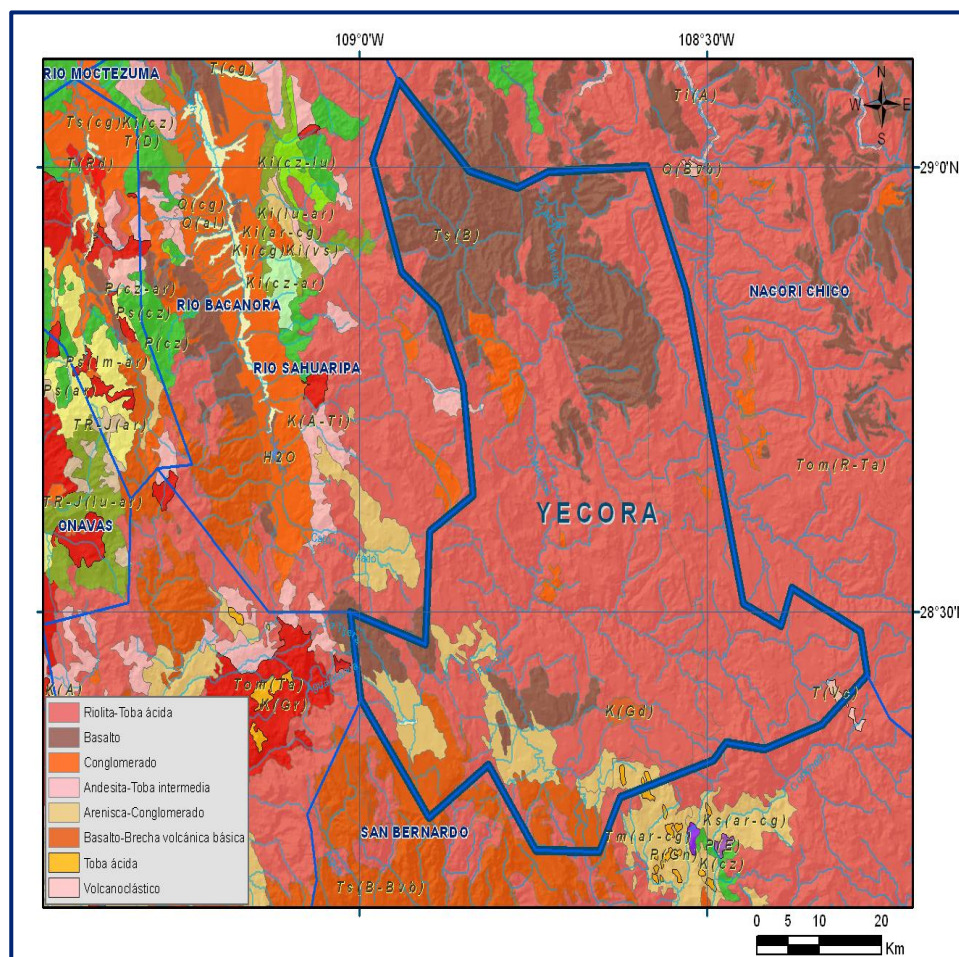 109°0'W
108°30'W
RIO MOCTEZUMA
T(cg)
Ts(cg)
Ki(cz)
T(D)
Ti(A)
N
W
E
S
T(Rd)
Ki(cz-lu)
Q(Bvb)
29°0'N
Q(cg)
Ki(lu-ar)
Q(al)
Ki(ar-cg)
Ts(B)
Ki(cg)
Ki(vs)
P(cz-ar)
Ki(cz-ar)
NACORI CHICO
RIO BACANORA
Ps(cz)
P(cz)
Ps(lm-ar)
RIO SAHUARIPA
Ps(ar)
TR-J(ar)
K(A-Ti)
H2O
Tom(R-Ta)
TR-J(lu-ar)
YECORA
ONAVAS
28°30'N
Tom(Ta)
K(A)
K(Gr)
T(Vc)
K(Gd)
Riolita-Toba ácida
Basalto
Conglomerado
Andesita-Toba intermedia
Arenisca-Conglomerado
Basalto-Brecha volcánica básica
Toba ácida
Volcanoclástico
SAN BERNARDO
Ks(ar-cg)
Tm(ar-cg)
P(E)
P(Gn)
K(cz)
Ts(B-Bvb)
0 5 10 20
Km